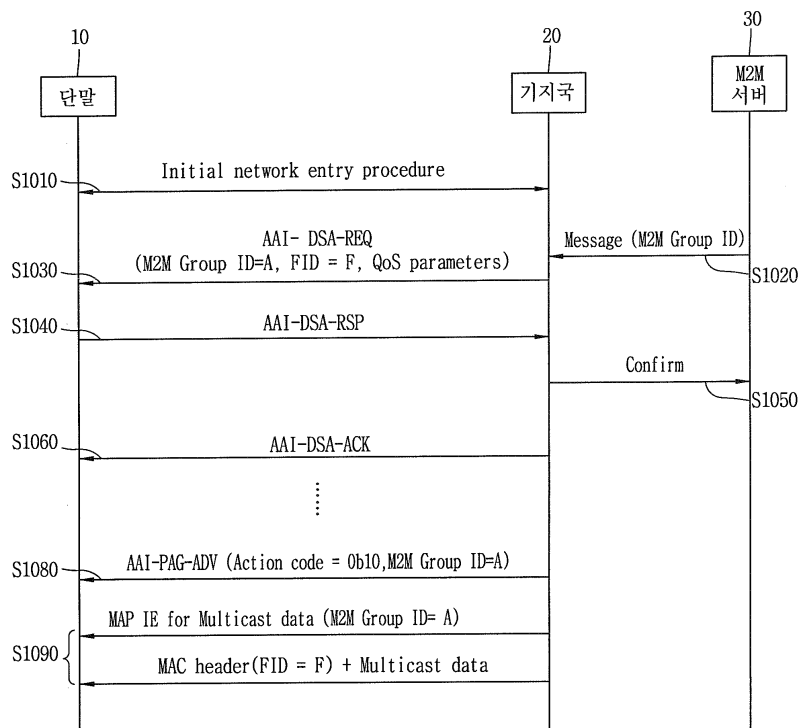 10
20
30
단말
기지국
M2M
서버
S1010
Initial network entry procedure
AAI- DSA-REQ
(M2M Group ID=A, FID = F, QoS parameters)
S1030
Message (M2M Group ID)
S1020
S1040
AAI-DSA-RSP
Confirm
S1050
S1060
AAI-DSA-ACK
S1080
AAI-PAG-ADV (Action code = 0b10,M2M Group ID=A)
MAP IE for Multicast data (M2M Group ID= A)
S1090
MAC header(FID = F) + Multicast data